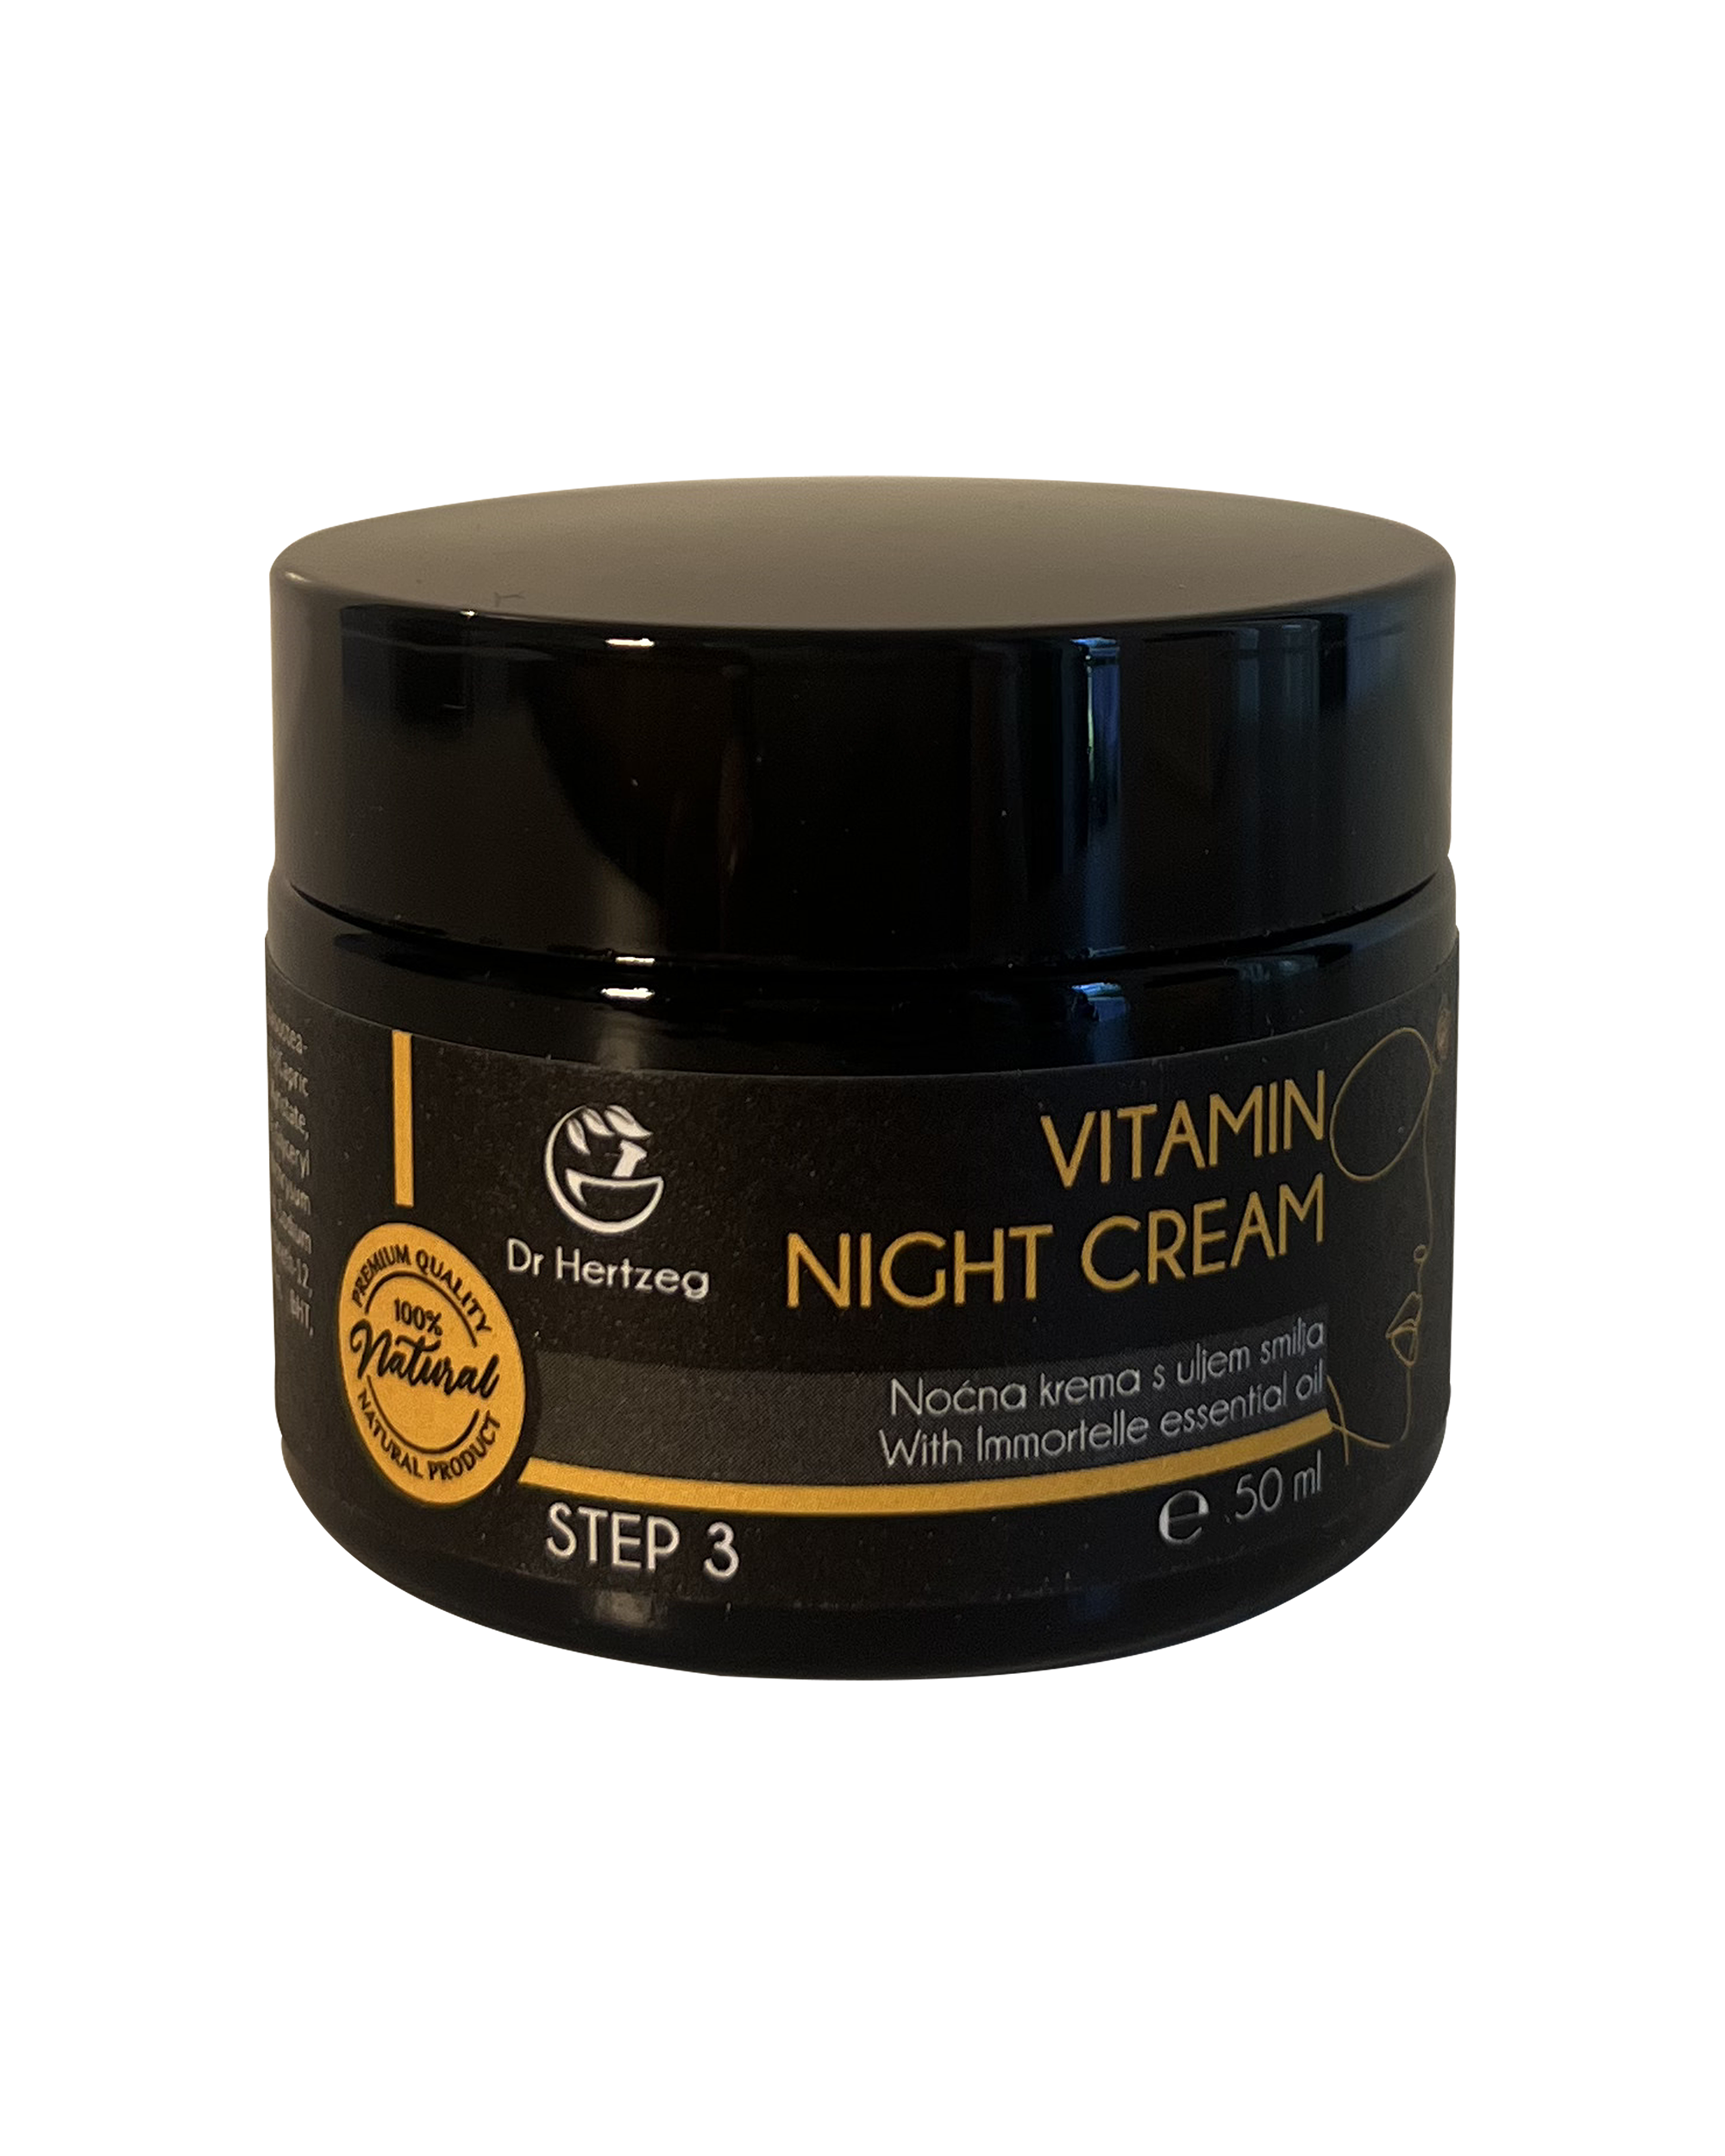 Dr Hertzeg
VITAMIN
NIGHT CREAM
PREMIUM QUALITY
100%
Natural
NATURAL PRODUCT
Noćna krema s uljem smilja
With Immortelle essential oil
STEP 3
℮ 50 ml
BHT,